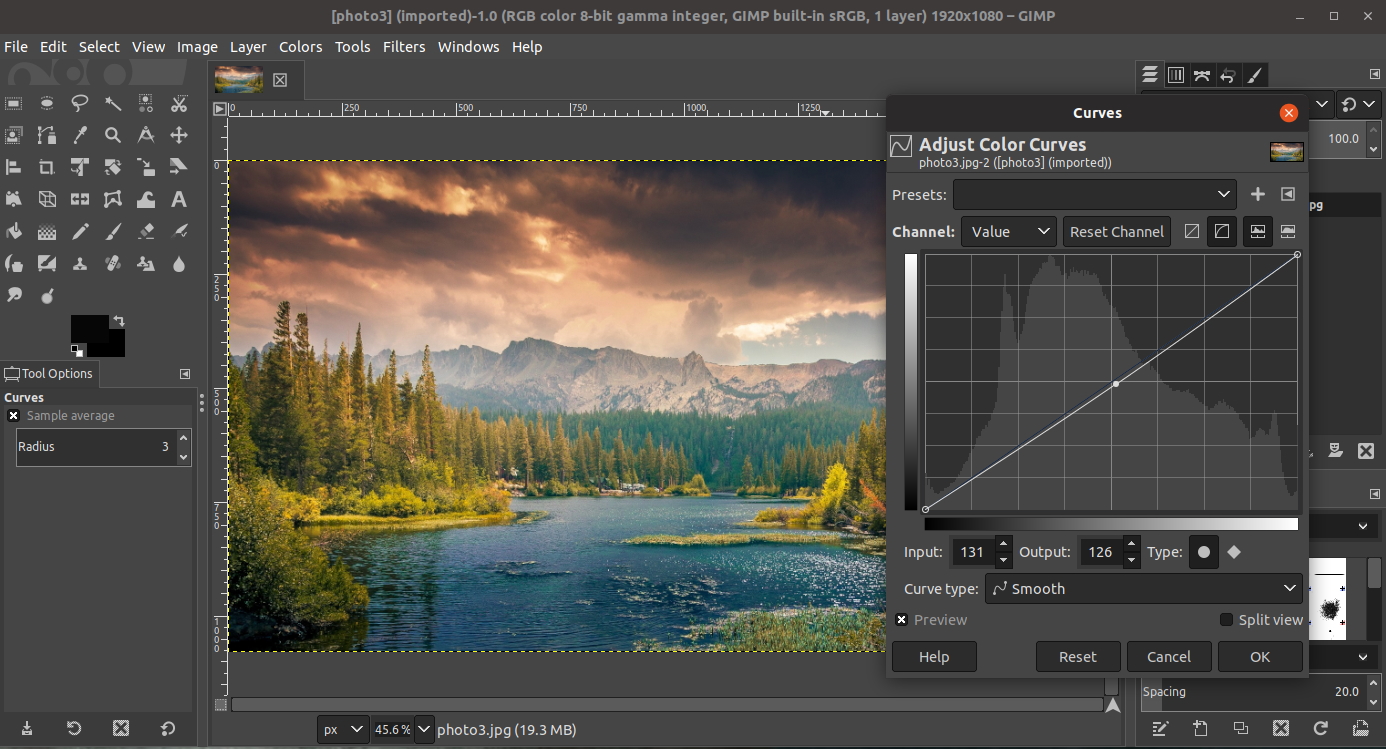 [photo3] (imported)-1.0 (RGB color 8-bit gamma integer, GIMP built-in sRGB, 1 layer) 1920x1080 – GIMP
File Edit Select View Image Layer Colors Tools Filters Windows Help
0 250 500 750 1000 1250
0
250
500
750
1000
Tool Options
Curves
Sample average
Radius 3
px 45.6 % photo3.jpg (19.3 MB)
Curves
Adjust Color Curves
photo3.jpg-2 ([photo3] (imported))
Presets:
Channel: Value Reset Channel
Input: 131 Output: 126 Type:
Curve type: Smooth
Preview Split view
Help Reset Cancel OK
100.0
pg
Spacing 20.0